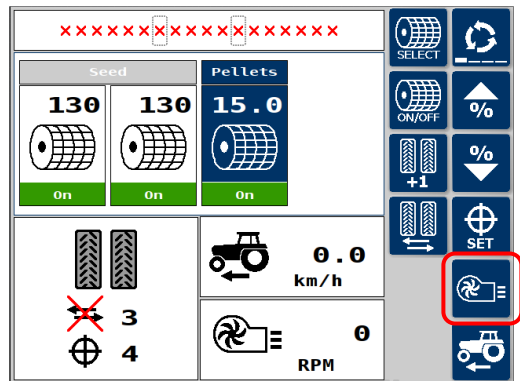 Seed Pellets
130 130 15.0
On On On
0.0
km/h
3
4
0
RPM
SELECT
ON/OFF
%
+1
%
SET